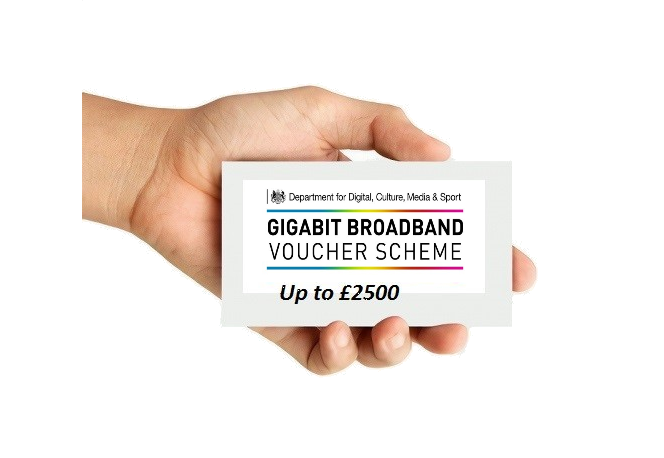 Department for Digital, Culture, Media & Sport
GIGABIT BROADBAND
VOUCHER SCHEME
Up to £2500